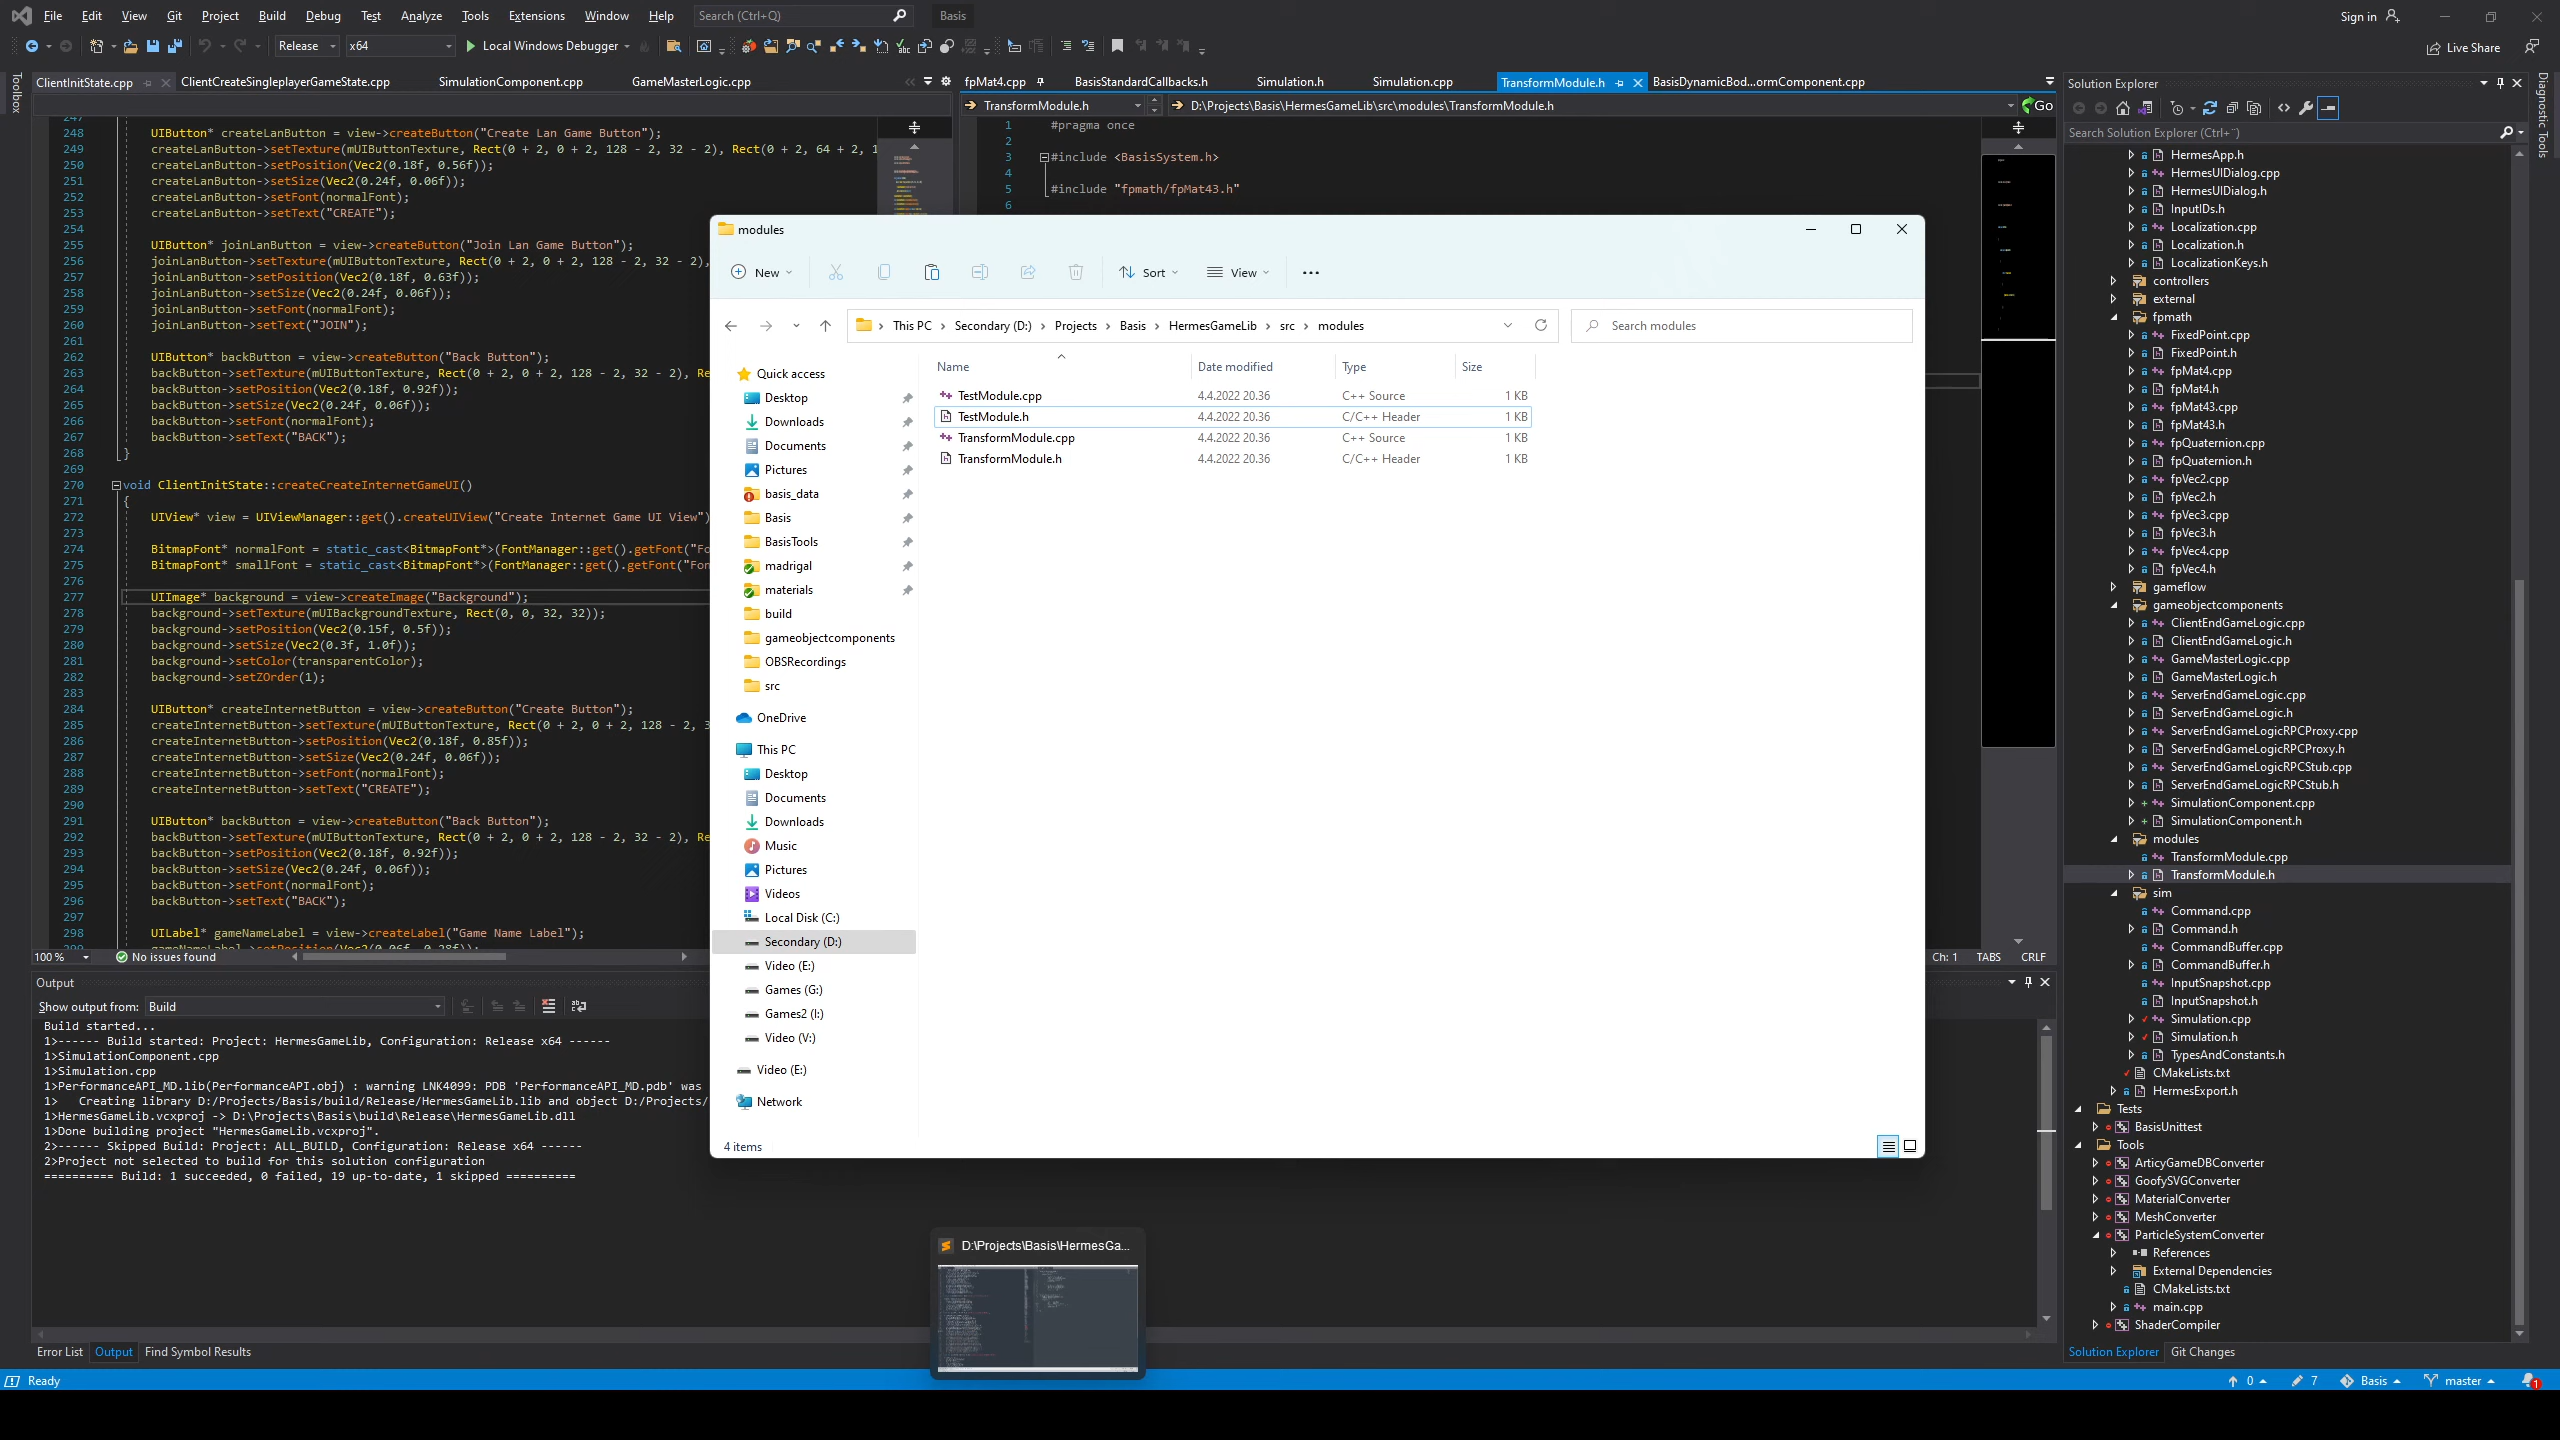 File Edit View Git Project Build Debug Test Analyze Tools Extensions Window Help Search (Ctrl+Q) Basis Sign in
Release x64 Local Windows Debugger Live Share
Toolbox
ClientInitState.cpp ClientCreateSingleplayerGameState.cpp SimulationComponent.cpp GameMasterLogic.cpp
247
248 UIButton* createLanButton = view->createButton("Create Lan Game Button");
249 createLanButton->setTexture(mUIButtonTexture, Rect(0 + 2, 0 + 2, 128 - 2, 32 - 2), Rect(0 + 2, 64 + 2, 1
250 createLanButton->setPosition(Vec2(0.18f, 0.56f));
251 createLanButton->setSize(Vec2(0.24f, 0.06f));
252 createLanButton->setFont(normalFont);
253 createLanButton->setText("CREATE");
254
255 UIButton* joinLanButton = view->createButton("Join Lan Game Button");
256 joinLanButton->setTexture(mUIButtonTexture, Rect(0 + 2, 0 + 2, 128 - 2, 32 - 2),
257 joinLanButton->setPosition(Vec2(0.18f, 0.63f));
258 joinLanButton->setSize(Vec2(0.24f, 0.06f));
259 joinLanButton->setFont(normalFont);
260 joinLanButton->setText("JOIN");
261
262 UIButton* backButton = view->createButton("Back Button");
263 backButton->setTexture(mUIButtonTexture, Rect(0 + 2, 0 + 2, 128 - 2, 32 - 2), Re
264 backButton->setPosition(Vec2(0.18f, 0.92f));
265 backButton->setSize(Vec2(0.24f, 0.06f));
266 backButton->setFont(normalFont);
267 backButton->setText("BACK");
268 }
269
270 void ClientInitState::createCreateInternetGameUI()
271 {
272 UIView* view = UIViewManager::get().createUIView("Create Internet Game UI View")
273
274 BitmapFont* normalFont = static_cast<BitmapFont*>(FontManager::get().getFont("Fo
275 BitmapFont* smallFont = static_cast<BitmapFont*>(FontManager::get().getFont("Fon
276
277 UIImage* background = view->createImage("Background");
278 background->setTexture(mUIBackgroundTexture, Rect(0, 0, 32, 32));
279 background->setPosition(Vec2(0.15f, 0.5f));
280 background->setSize(Vec2(0.3f, 1.0f));
281 background->setColor(transparentColor);
282 background->setZOrder(1);
283
284 UIButton* createInternetButton = view->createButton("Create Button");
285 createInternetButton->setTexture(mUIButtonTexture, Rect(0 + 2, 0 + 2, 128 - 2, 3
286 createInternetButton->setPosition(Vec2(0.18f, 0.85f));
287 createInternetButton->setSize(Vec2(0.24f, 0.06f));
288 createInternetButton->setFont(normalFont);
289 createInternetButton->setText("CREATE");
290
291 UIButton* backButton = view->createButton("Back Button");
292 backButton->setTexture(mUIButtonTexture, Rect(0 + 2, 0 + 2, 128 - 2, 32 - 2), Re
293 backButton->setPosition(Vec2(0.18f, 0.92f));
294 backButton->setSize(Vec2(0.24f, 0.06f));
295 backButton->setFont(normalFont);
296 backButton->setText("BACK");
297
298 UILabel* gameNameLabel = view->createLabel("Game Name Label");
299 gameNameLabel->setPosition(Vec2(0.06f, 0.28f));
100 % No issues found
fpMat4.cpp BasisStandardCallbacks.h Simulation.h Simulation.cpp TransformModule.h BasisDynamicBod...ormComponent.cpp
TransformModule.h D:\Projects\Basis\HermesGameLib\src\modules\TransformModule.h Go
1 #pragma once
2
3 #include <BasisSystem.h>
4
5 #include "fpmath/fpMat43.h"
6
Ch: 1 TABS CRLF
modules
New Sort View
This PC Secondary (D:) Projects Basis HermesGameLib src modules Search modules
Name Date modified Type Size
TestModule.cpp 4.4.2022 20.36 C++ Source 1 KB
TestModule.h 4.4.2022 20.36 C/C++ Header 1 KB
TransformModule.cpp 4.4.2022 20.36 C++ Source 1 KB
TransformModule.h 4.4.2022 20.36 C/C++ Header 1 KB
Quick access
Desktop
Downloads
Documents
Pictures
basis_data
Basis
BasisTools
madrigal
materials
build
gameobjectcomponents
OBSRecordings
src
OneDrive
This PC
Desktop
Documents
Downloads
Music
Pictures
Videos
Local Disk (C:)
Secondary (D:)
Video (E:)
Games (G:)
Games2 (I:)
Video (V:)
Video (E:)
Network
4 items
D:\Projects\Basis\HermesGa...
Output
Show output from: Build
Build started...
1>------ Build started: Project: HermesGameLib, Configuration: Release x64 ------
1>SimulationComponent.cpp
1>Simulation.cpp
1>PerformanceAPI_MD.lib(PerformanceAPI.obj) : warning LNK4099: PDB 'PerformanceAPI_MD.pdb' was
1> Creating library D:/Projects/Basis/build/Release/HermesGameLib.lib and object D:/Projects/
1>HermesGameLib.vcxproj -> D:\Projects\Basis\build\Release\HermesGameLib.dll
1>Done building project "HermesGameLib.vcxproj".
2>------ Skipped Build: Project: ALL_BUILD, Configuration: Release x64 ------
2>Project not selected to build for this solution configuration
========== Build: 1 succeeded, 0 failed, 19 up-to-date, 1 skipped ==========
Error List Output Find Symbol Results
Solution Explorer
Search Solution Explorer (Ctrl+¨)
HermesApp.h
HermesUIDialog.cpp
HermesUIDialog.h
InputIDs.h
Localization.cpp
Localization.h
LocalizationKeys.h
controllers
external
fpmath
FixedPoint.cpp
FixedPoint.h
fpMat4.cpp
fpMat4.h
fpMat43.cpp
fpMat43.h
fpQuaternion.cpp
fpQuaternion.h
fpVec2.cpp
fpVec2.h
fpVec3.cpp
fpVec3.h
fpVec4.cpp
fpVec4.h
gameflow
gameobjectcomponents
ClientEndGameLogic.cpp
ClientEndGameLogic.h
GameMasterLogic.cpp
GameMasterLogic.h
ServerEndGameLogic.cpp
ServerEndGameLogic.h
ServerEndGameLogicRPCProxy.cpp
ServerEndGameLogicRPCProxy.h
ServerEndGameLogicRPCStub.cpp
ServerEndGameLogicRPCStub.h
SimulationComponent.cpp
SimulationComponent.h
modules
TransformModule.cpp
TransformModule.h
sim
Command.cpp
Command.h
CommandBuffer.cpp
CommandBuffer.h
InputSnapshot.cpp
InputSnapshot.h
Simulation.cpp
Simulation.h
TypesAndConstants.h
CMakeLists.txt
HermesExport.h
Tests
BasisUnittest
Tools
ArticyGameDBConverter
GoofySVGConverter
MaterialConverter
MeshConverter
ParticleSystemConverter
References
External Dependencies
CMakeLists.txt
main.cpp
ShaderCompiler
Solution Explorer Git Changes
Diagnostic Tools
Ready 0 7 Basis master 1